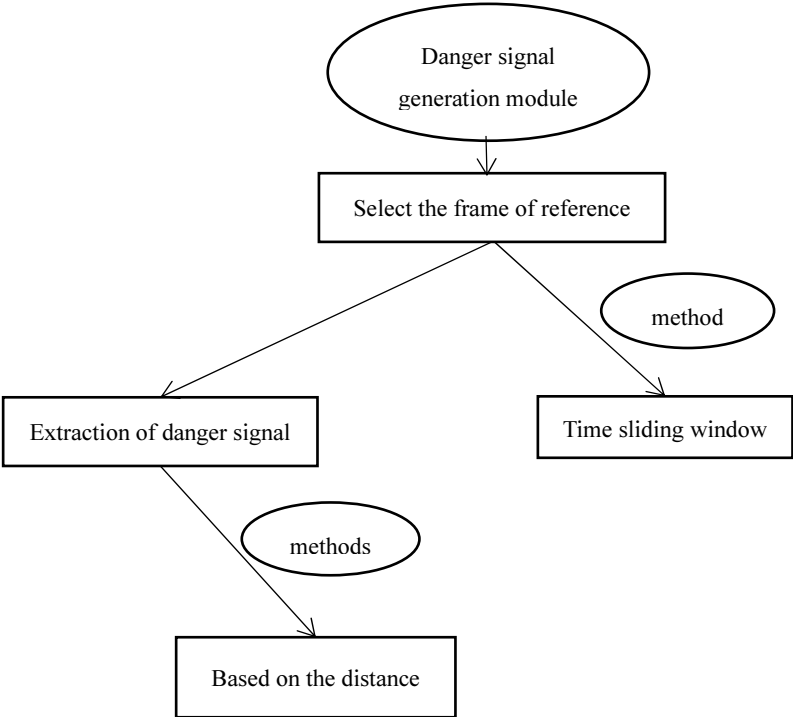 Danger signal
generation module
Select the frame of reference
method
Extraction of danger signal
Time sliding window
methods
Based on the distance